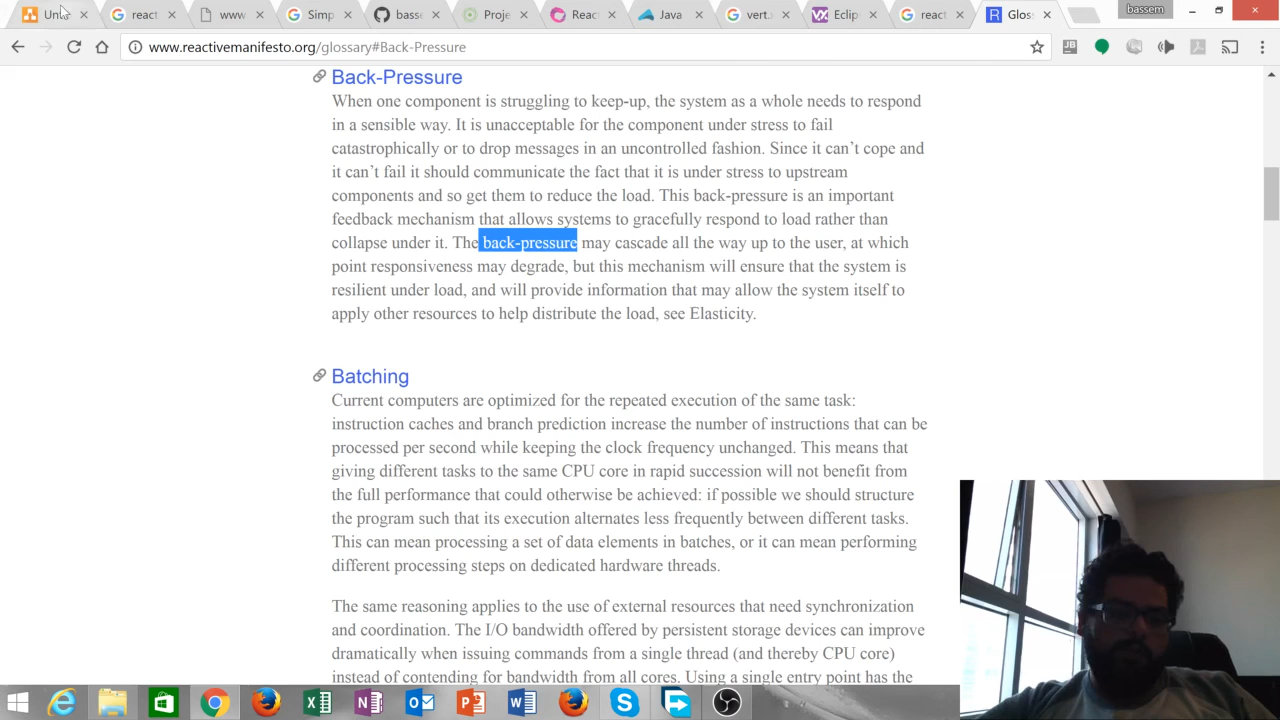 Unti
react
www
Simp
basse
Proje
React
Java
vert.x
Eclip
react
Glos
bassem
www.reactivemanifesto.org/glossary#Back-Pressure
JB
Back-Pressure
When one component is struggling to keep-up, the system as a whole needs to respond
in a sensible way. It is unacceptable for the component under stress to fail
catastrophically or to drop messages in an uncontrolled fashion. Since it can’t cope and
it can’t fail it should communicate the fact that it is under stress to upstream
components and so get them to reduce the load. This back-pressure is an important
feedback mechanism that allows systems to gracefully respond to load rather than
collapse under it. The back-pressure may cascade all the way up to the user, at which
point responsiveness may degrade, but this mechanism will ensure that the system is
resilient under load, and will provide information that may allow the system itself to
apply other resources to help distribute the load, see Elasticity.
Batching
Current computers are optimized for the repeated execution of the same task:
instruction caches and branch prediction increase the number of instructions that can be
processed per second while keeping the clock frequency unchanged. This means that
giving different tasks to the same CPU core in rapid succession will not benefit from
the full performance that could otherwise be achieved: if possible we should structure
the program such that its execution alternates less frequently between different tasks.
This can mean processing a set of data elements in batches, or it can mean performing
different processing steps on dedicated hardware threads.
The same reasoning applies to the use of external resources that need synchronization
and coordination. The I/O bandwidth offered by persistent storage devices can improve
dramatically when issuing commands from a single thread (and thereby CPU core)
instead of contending for bandwidth from all cores. Using a single entry point has the